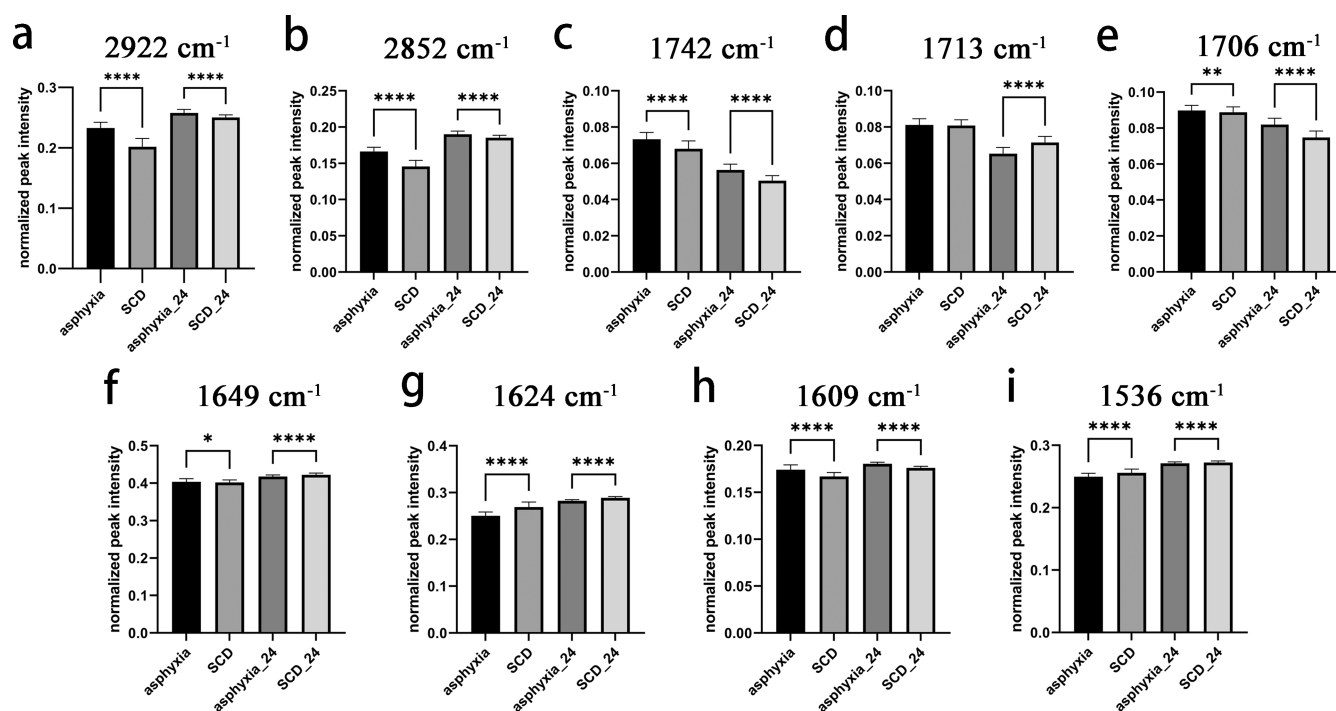 a
2922 cm-1
normalized peak intensity
0.3
0.2
0.1
0.0
****
****
asphyxia
SCD
asphyxia_24
SCD_24
b
2852 cm-1
normalized peak intensity
0.25
0.20
0.15
0.10
0.05
0.00
****
****
asphyxia
SCD
asphyxia_24
SCD_24
c
1742 cm-1
normalized peak intensity
0.10
0.08
0.06
0.04
0.02
0.00
****
****
asphyxia
SCD
asphyxia_24
SCD_24
d
1713 cm-1
normalized peak intensity
0.10
0.08
0.06
0.04
0.02
0.00
****
asphyxia
SCD
asphyxia_24
SCD_24
e
1706 cm-1
normalized peak intensity
0.10
0.08
0.06
0.04
0.02
0.00
**
****
asphyxia
SCD
asphyxia_24
SCD_24
f
1649 cm-1
normalized peak intensity
0.5
0.4
0.3
0.2
0.1
0.0
*
****
asphyxia
SCD
asphyxia_24
SCD_24
g
1624 cm-1
normalized peak intensity
0.4
0.3
0.2
0.1
0.0
****
****
asphyxia
SCD
asphyxia_24
SCD_24
h
1609 cm-1
normalized peak intensity
0.20
0.15
0.10
0.05
0.00
****
****
asphyxia
SCD
asphyxia_24
SCD_24
i
1536 cm-1
normalized peak intensity
0.3
0.2
0.1
0.0
****
****
asphyxia
SCD
asphyxia_24
SCD_24